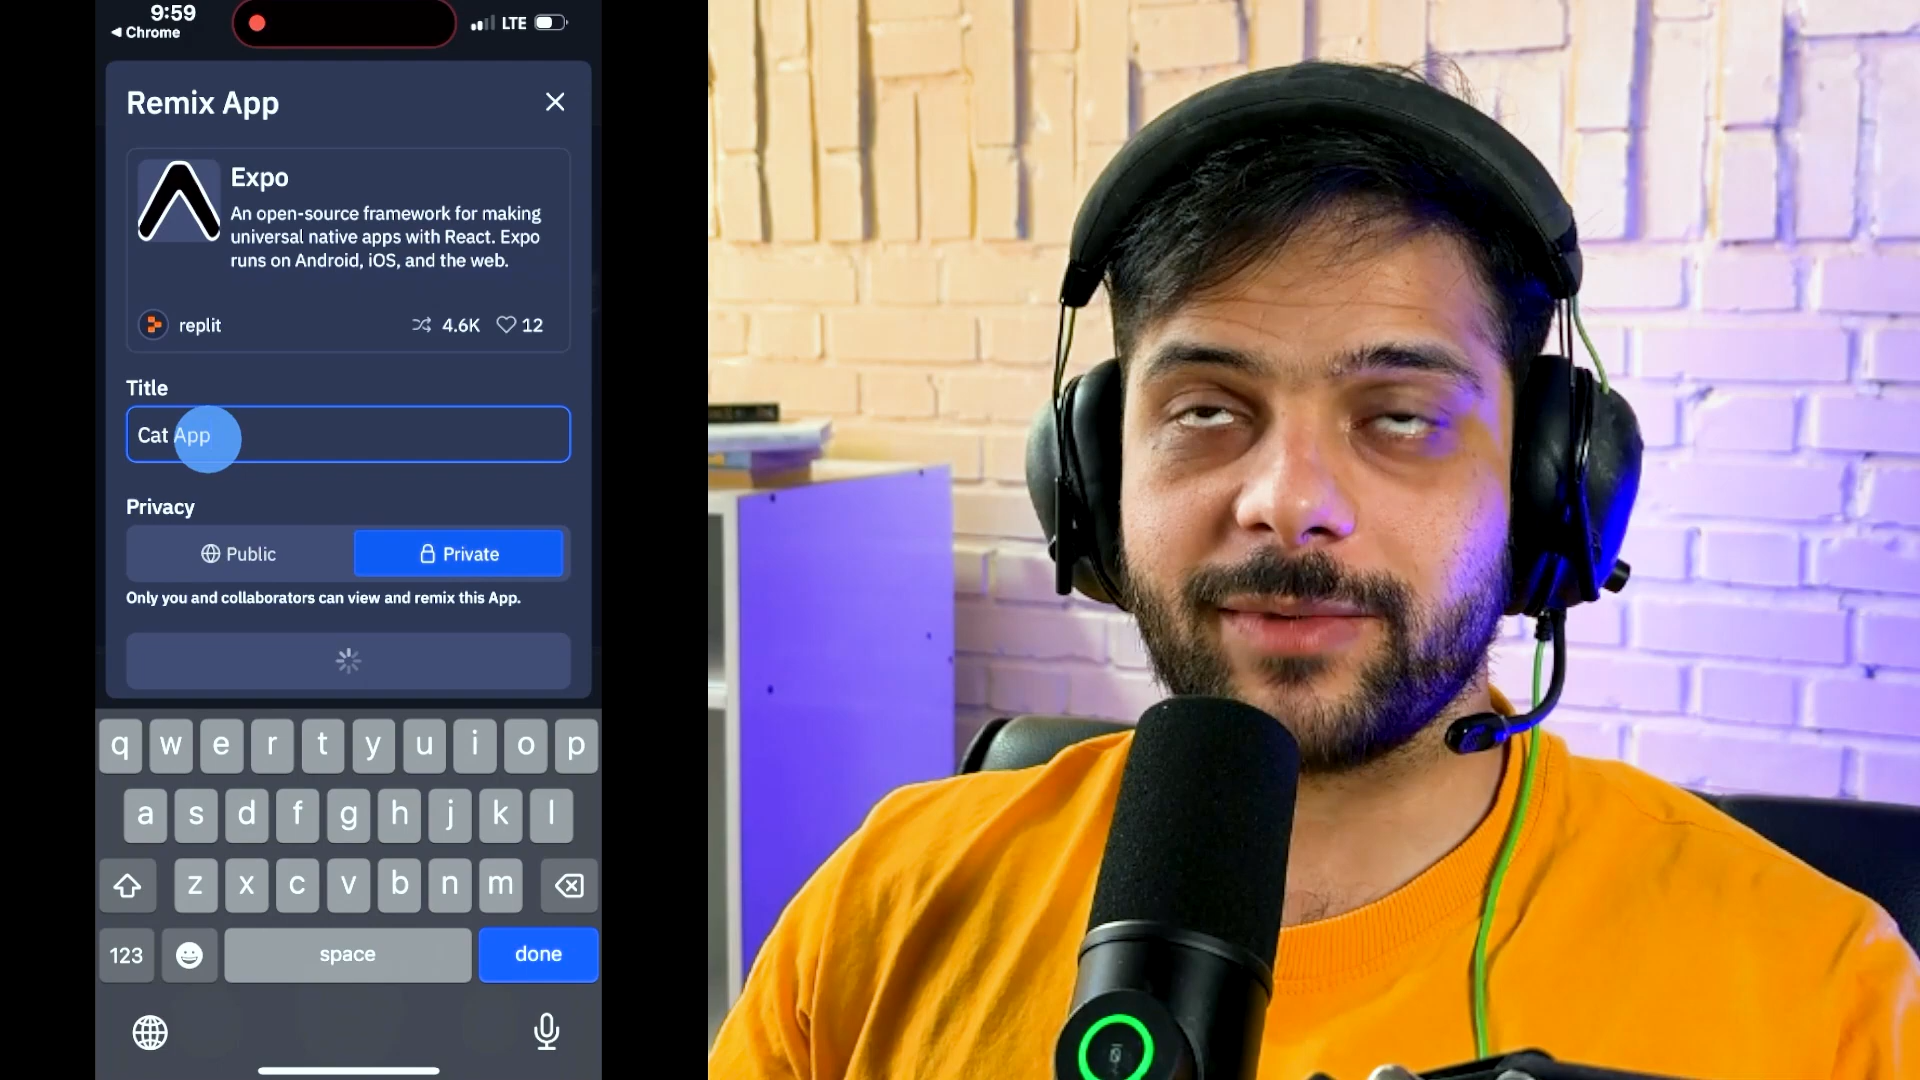 9:59
LTE
Chrome
Remix App
Expo
An open-source framework for making
universal native apps with React. Expo
runs on Android, iOS, and the web.
replit
4.6K
12
Title
Cat App
Privacy
Public
Private
Only you and collaborators can view and remix this App.
q w e r t y u i o p
a s d f g h j k l
z x c v b n m
123
space
done